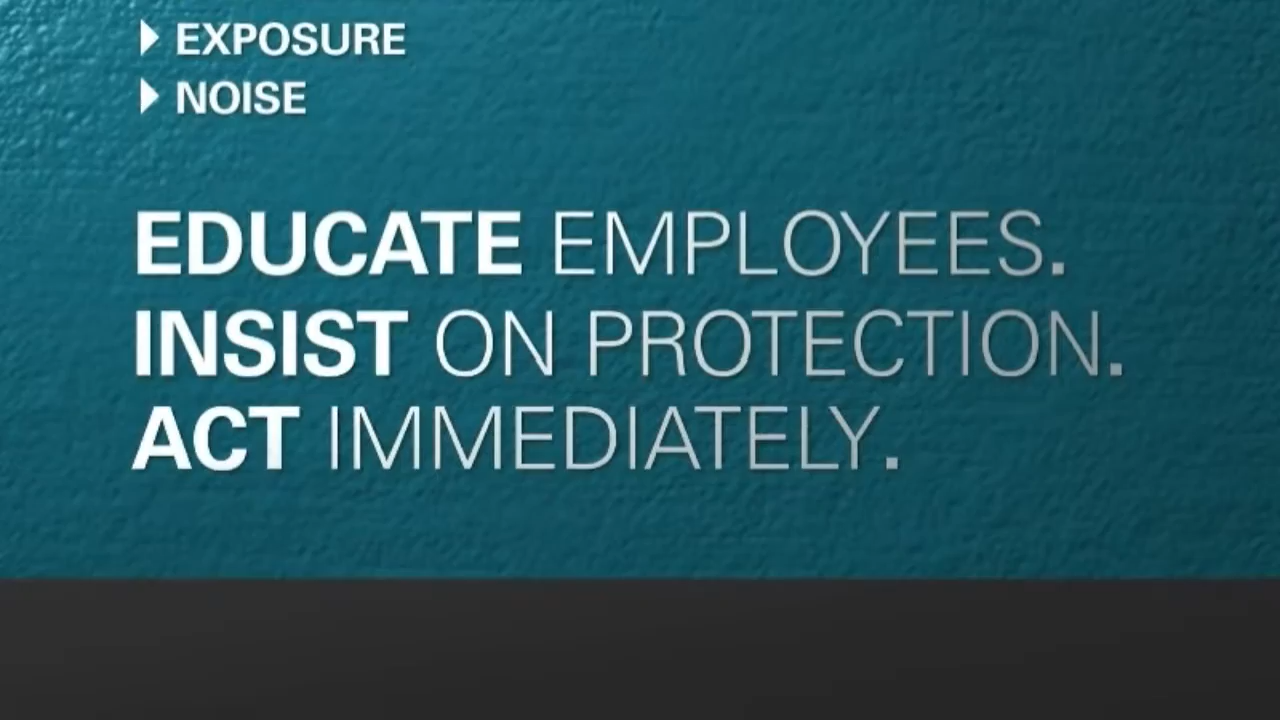 EXPOSURE
NOISE
EDUCATE EMPLOYEES.
INSIST ON PROTECTION.
ACT IMMEDIATELY.